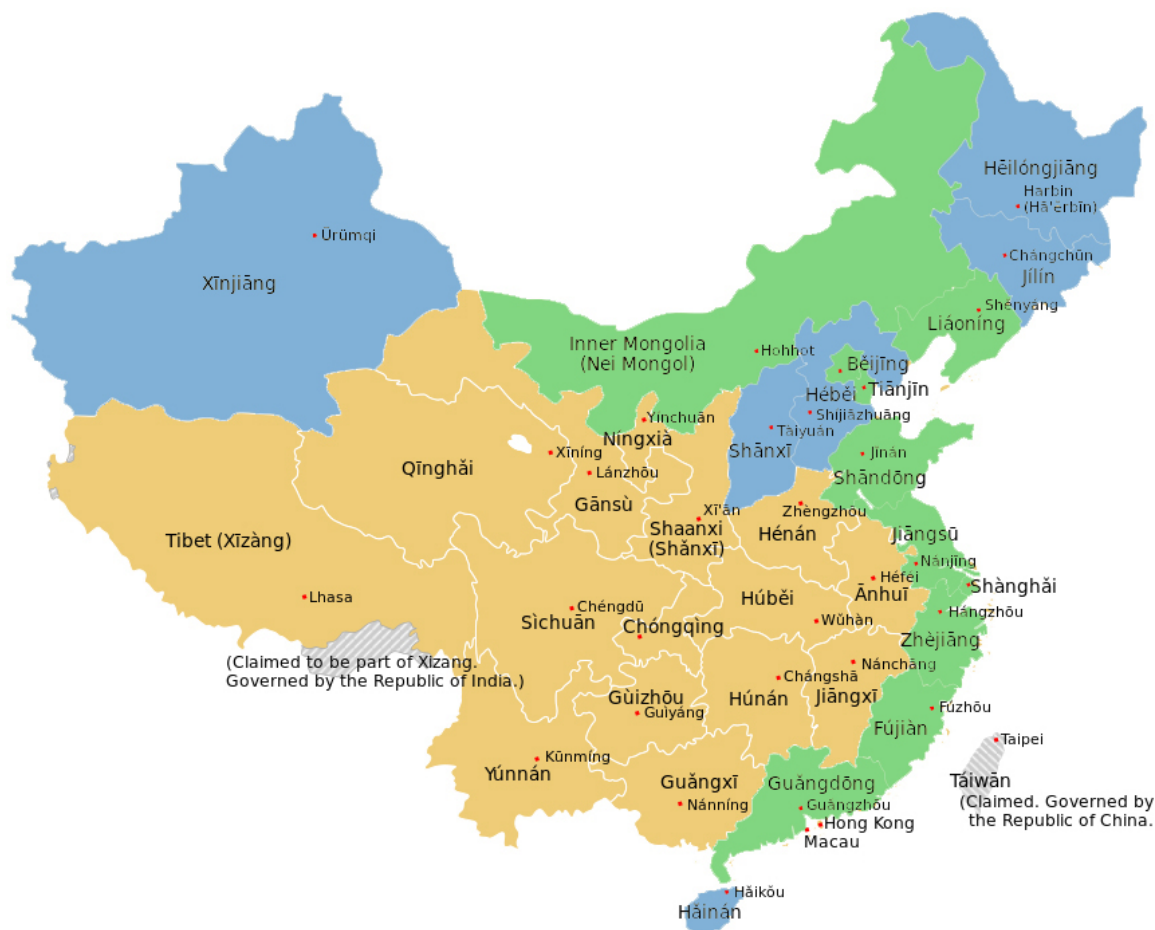 Hēilóngjiāng
Harbin
(Hā'ěrbīn)
Ürümqi
Chángchūn
Jílín
Xīnjiāng
Shěnyáng
Liáoníng
Inner Mongolia
(Nei Mongol)
Hohhot
Běijīng
Tiānjīn
Héběi
Shijiāzhuāng
Yínchuān
Tàiyuán
Níngxià
Shānxī
Xīníng
Jǐnán
Qīnghǎi
Lánzhōu
Shāndōng
Gānsù
Xī'ān
Zhèngzhōu
Shaanxi
(Shǎnxī)
Hénán
Jiāngsū
Tibet (Xīzàng)
Nánjīng
Héféi
Shànghǎi
Ānhuī
Lhasa
Húběi
Chéngdū
Hángzhōu
Sìchuān
Wǔhàn
Chóngqìng
Zhèjiāng
(Claimed to be part of Xizang.
Governed by the Republic of India.)
Nánchāng
Chángshā
Gùizhōu
Húnán
Jiāngxī
Guìyáng
Fúzhōu
Fújiàn
Taipei
Kūnmíng
Yúnnán
Guǎngxī
Guǎngdōng
Táiwān
(Claimed. Governed by
the Republic of China.
Nánníng
Guǎngzhōu
Hong Kong
Macau
Hǎikǒu
Hǎinán